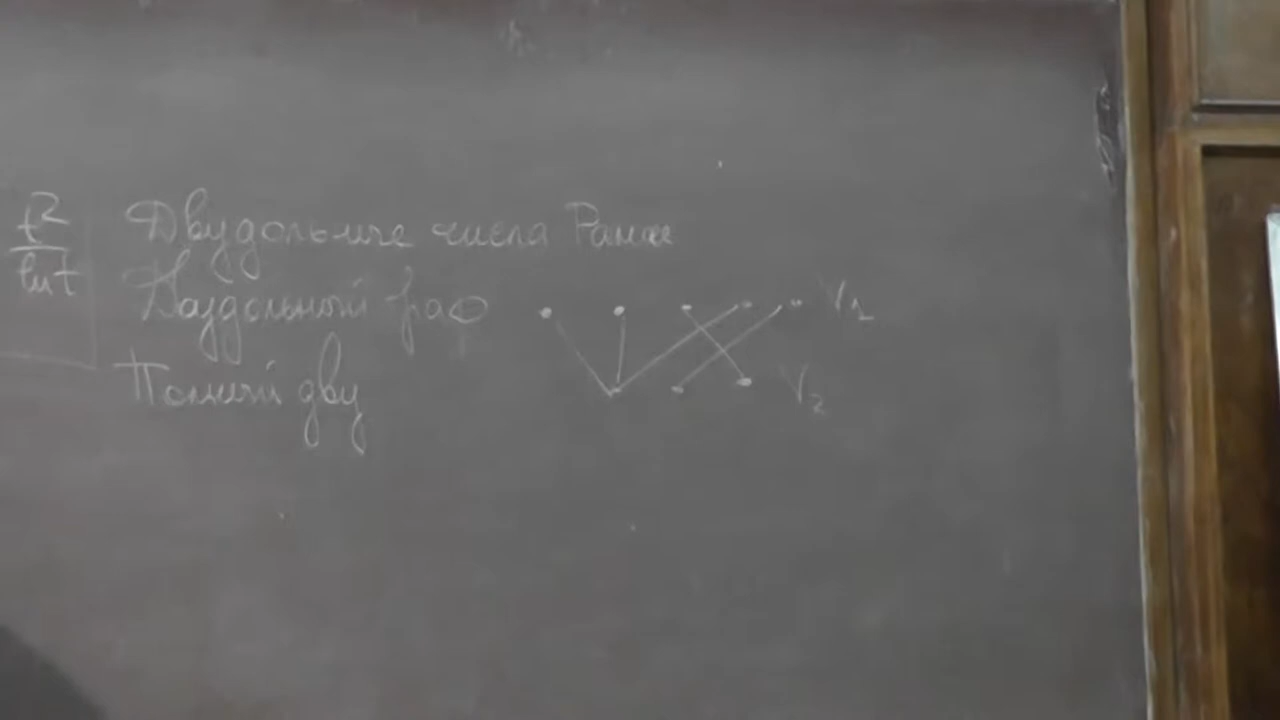 t²
ln t
Двудольные числа Рамсея
Двудольный граф
V₁
Полный дву
V₂